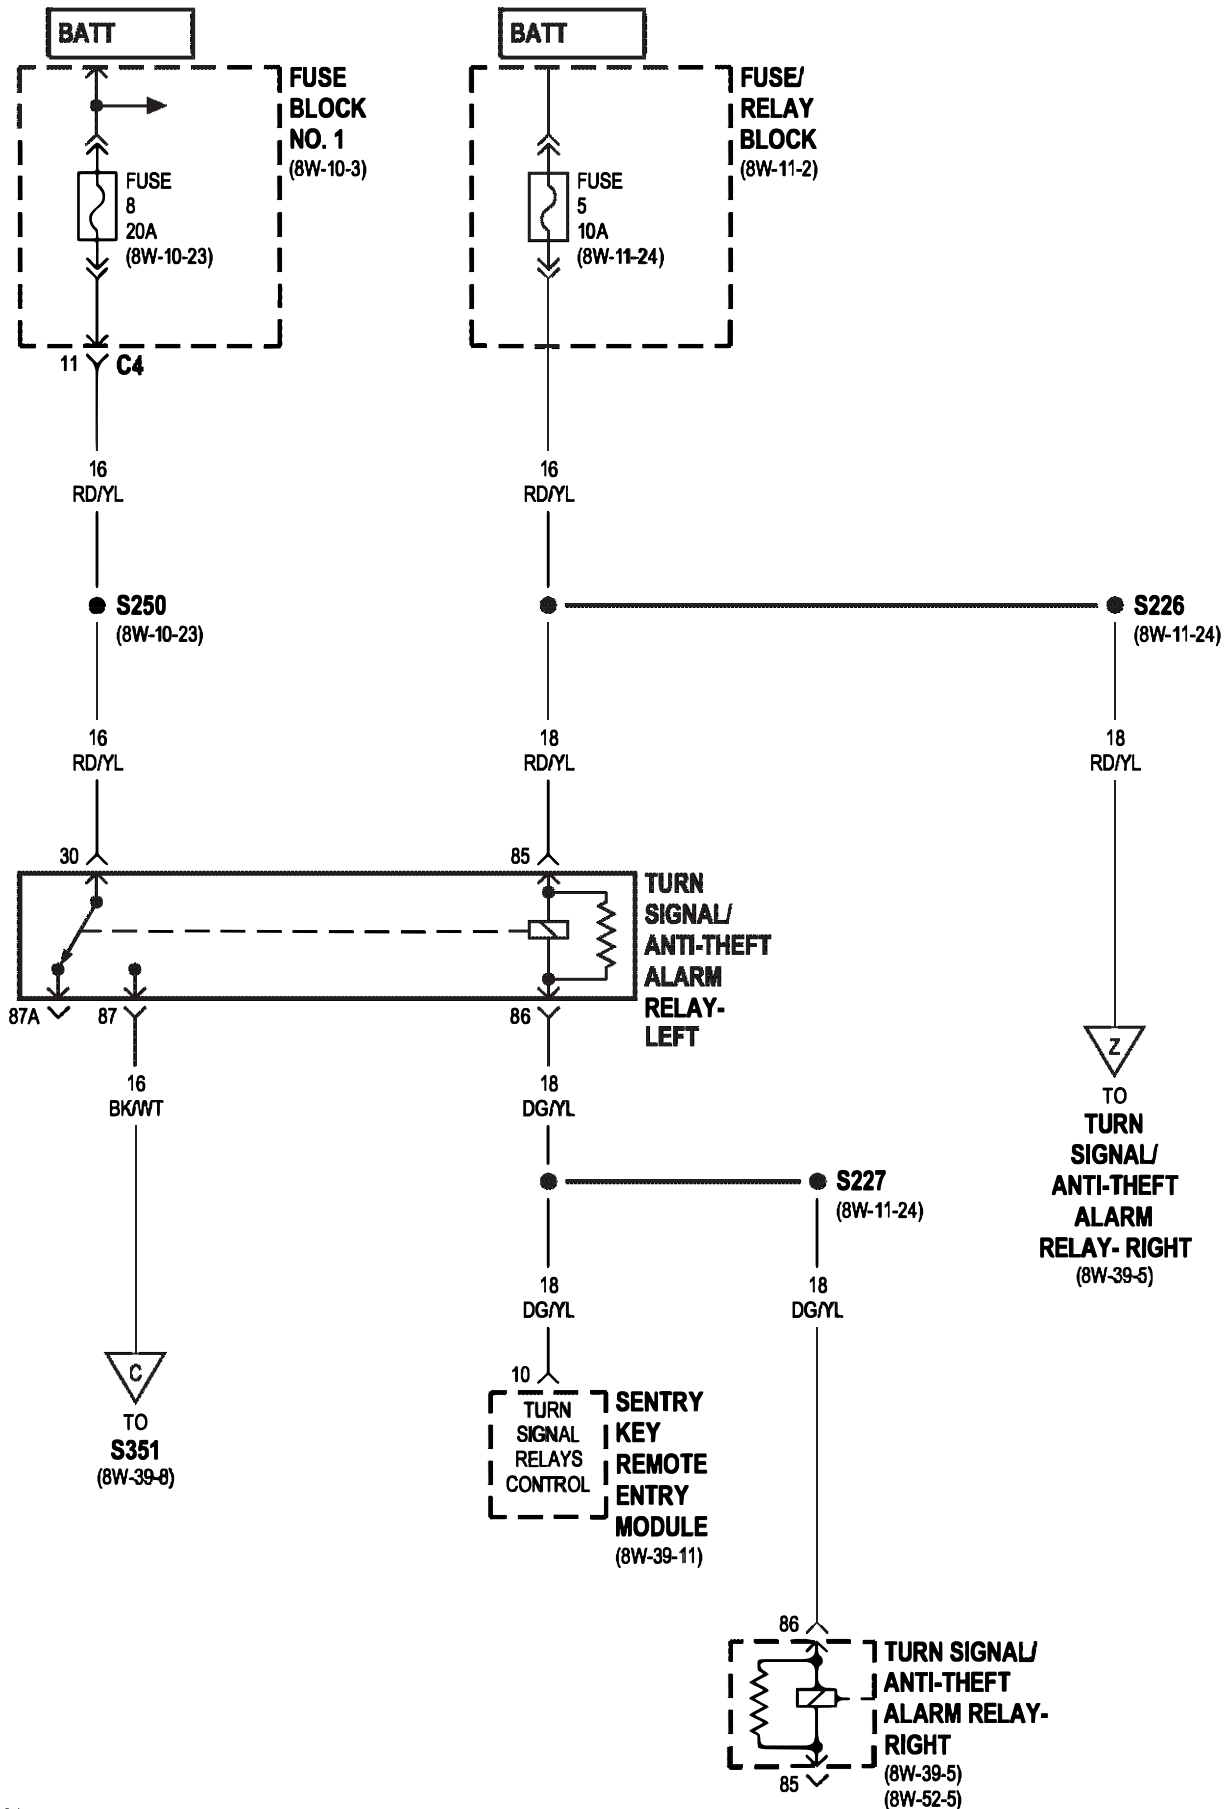 BATT
FUSE
BLOCK
NO. 1
(8W-10-3)
FUSE
8
20A
(8W-10-23)
11
C4
BATT
FUSE/
RELAY
BLOCK
(8W-11-2)
FUSE
5
10A
(8W-11-24)
16
RD/YL
16
RD/YL
S250
(8W-10-23)
S226
(8W-11-24)
16
RD/YL
18
RD/YL
18
RD/YL
30
85
TURN
SIGNAL/
ANTI-THEFT
ALARM
RELAY-
LEFT
87A
87
86
16
BK/WT
18
DG/YL
Z
TO
TURN
SIGNAL/
ANTI-THEFT
ALARM
RELAY- RIGHT
(8W-39-5)
S227
(8W-11-24)
18
DG/YL
18
DG/YL
C
TO
S351
(8W-39-8)
10
TURN
SIGNAL
RELAYS
CONTROL
SENTRY
KEY
REMOTE
ENTRY
MODULE
(8W-39-11)
86
TURN SIGNAL/
ANTI-THEFT
ALARM RELAY-
RIGHT
(8W-39-5)
(8W-52-5)
85